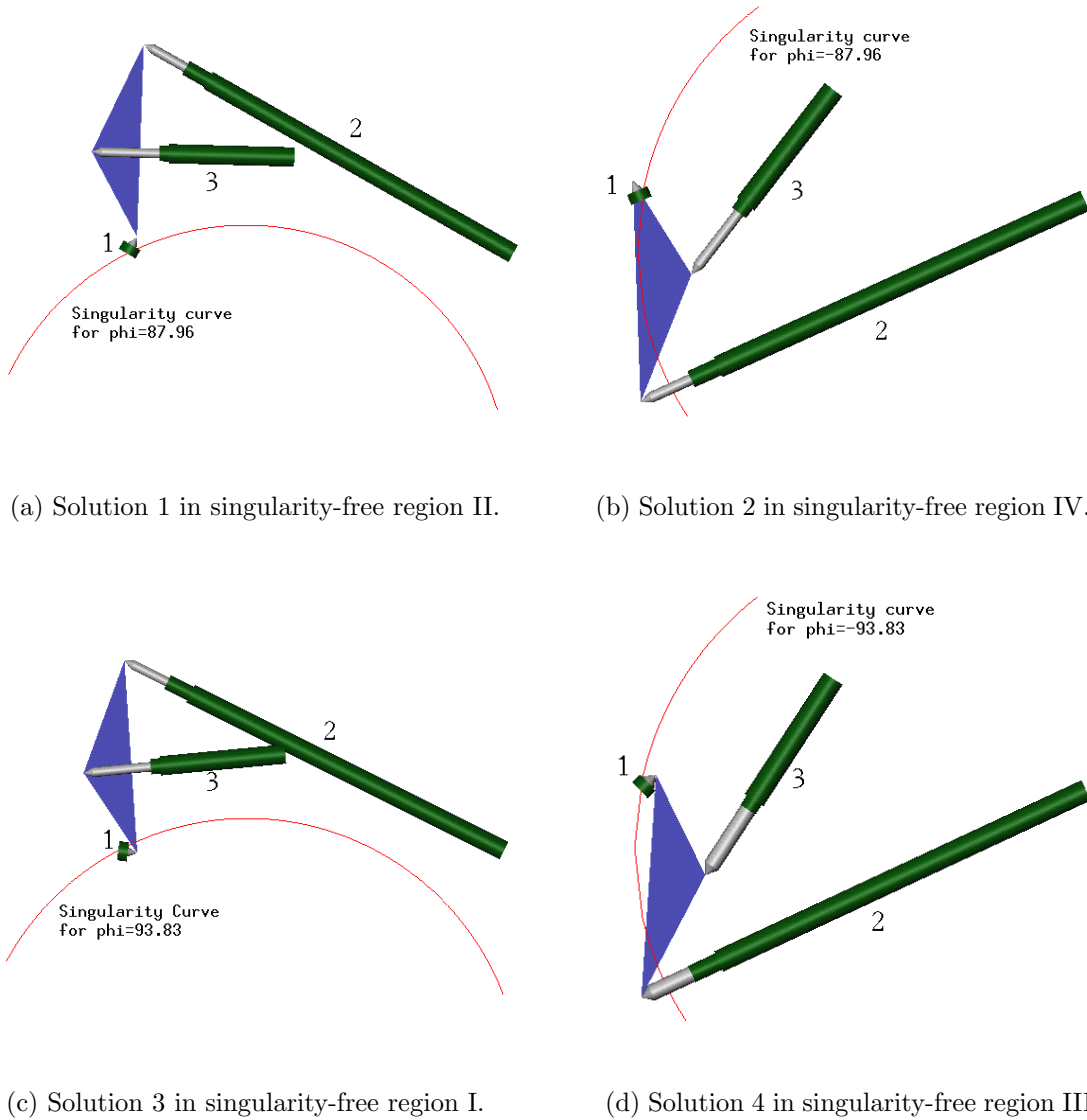 Singularity curve
for phi=87.96
1
2
3
(a) Solution 1 in singularity-free region II.
Singularity curve
for phi=-87.96
1
3
2
(b) Solution 2 in singularity-free region IV.
Singularity Curve
for phi=93.83
1
2
3
(c) Solution 3 in singularity-free region I.
Singularity curve
for phi=-93.83
1
3
2
(d) Solution 4 in singularity-free region III